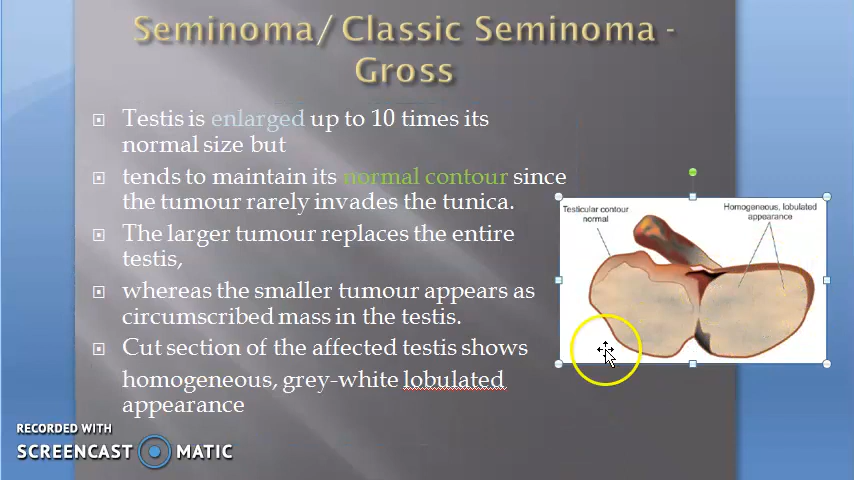 Seminoma/ Classic Seminoma -
Gross
Testis is enlarged up to 10 times its
normal size but
tends to maintain its normal contour since
the tumour rarely invades the tunica.
The larger tumour replaces the entire
testis,
whereas the smaller tumour appears as
circumscribed mass in the testis.
Cut section of the affected testis shows
homogeneous, grey-white lobulated
appearance
Testicular contour
normal
Homogeneous, lobulated
appearance
RECORDED WITH
SCREENCAST MATIC